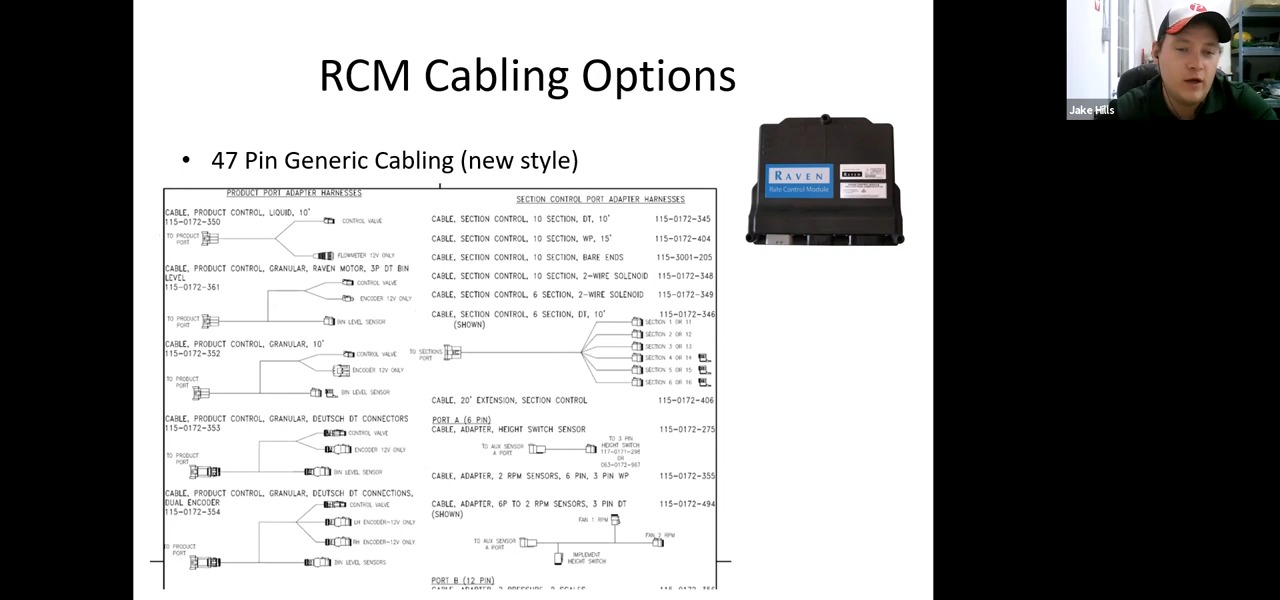 RCM Cabling Options
• 47 Pin Generic Cabling (new style)
PRODUCT PORT ADAPTER HARNESSES
CABLE, PRODUCT CONTROL, LIQUID, 10'
115-0172-350
CONTROL VALVE
TO PRODUCT
PORT
FLOWMETER 12V ONLY
CABLE, PRODUCT CONTROL, GRANULAR, RAVEN MOTOR, 3P DT BIN
LEVEL
115-0172-361
CONTROL VALVE
ENCODER 12V ONLY
TO PRODUCT
PORT
BIN LEVEL SENSOR
CABLE, PRODUCT CONTROL, GRANULAR, 10'
115-0172-352
CONTROL VALVE
ENCODER 12V ONLY
TO PRODUCT
PORT
BIN LEVEL SENSOR
CABLE, PRODUCT CONTROL, GRANULAR, DEUTSCH DT CONNECTORS
115-0172-353
CONTROL VALVE
ENCODER 12V ONLY
TO PRODUCT
PORT
BIN LEVEL SENSOR
CABLE, PRODUCT CONTROL, GRANULAR, DEUTSCH DT CONNECTIONS,
DUAL ENCODER
115-0172-354
CONTROL VALVE
LH ENCODER-12V ONLY
RH ENCODER-12V ONLY
TO PRODUCT
PORT
BIN LEVEL SENSORS
SECTION CONTROL PORT ADAPTER HARNESSES
CABLE, SECTION CONTROL, 10 SECTION, DT, 10' 115-0172-345
CABLE, SECTION CONTROL, 10 SECTION, WP, 15' 115-0172-404
CABLE, SECTION CONTROL, 10 SECTION, BARE ENDS 115-3001-205
CABLE, SECTION CONTROL, 10 SECTION, 2-WIRE SOLENOID 115-0172-348
CABLE, SECTION CONTROL, 6 SECTION, 2-WIRE SOLENOID 115-0172-349
CABLE, SECTION CONTROL, 6 SECTION, DT, 10' 115-0172-346
(SHOWN)
SECTION 1 OR 11
SECTION 2 OR 12
SECTION 3 OR 13
TO SECTIONS
PORT
SECTION 4 OR 14
SECTION 5 OR 15
SECTION 6 OR 16
CABLE, 20' EXTENSION, SECTION CONTROL 115-0172-406
PORT A (6 PIN)
CABLE, ADAPTER, HEIGHT SWITCH SENSOR 115-0172-275
TO AUX SENSOR
A PORT
TO 3 PIN
HEIGHT SWITCH
117-0171-298
OR
063-0172-967
CABLE, ADAPTER, 2 RPM SENSORS, 6 PIN, 3 PIN WP 115-0172-355
CABLE, ADAPTER, 6P TO 2 RPM SENSORS, 3 PIN DT 115-0172-494
(SHOWN)
FAN 1 RPM
FAN 2 RPM
TO AUX SENSOR
A PORT
IMPLEMENT
HEIGHT SWITCH
PORT B (12 PIN)
RAVEN
Rate Control Module
Jake Hills